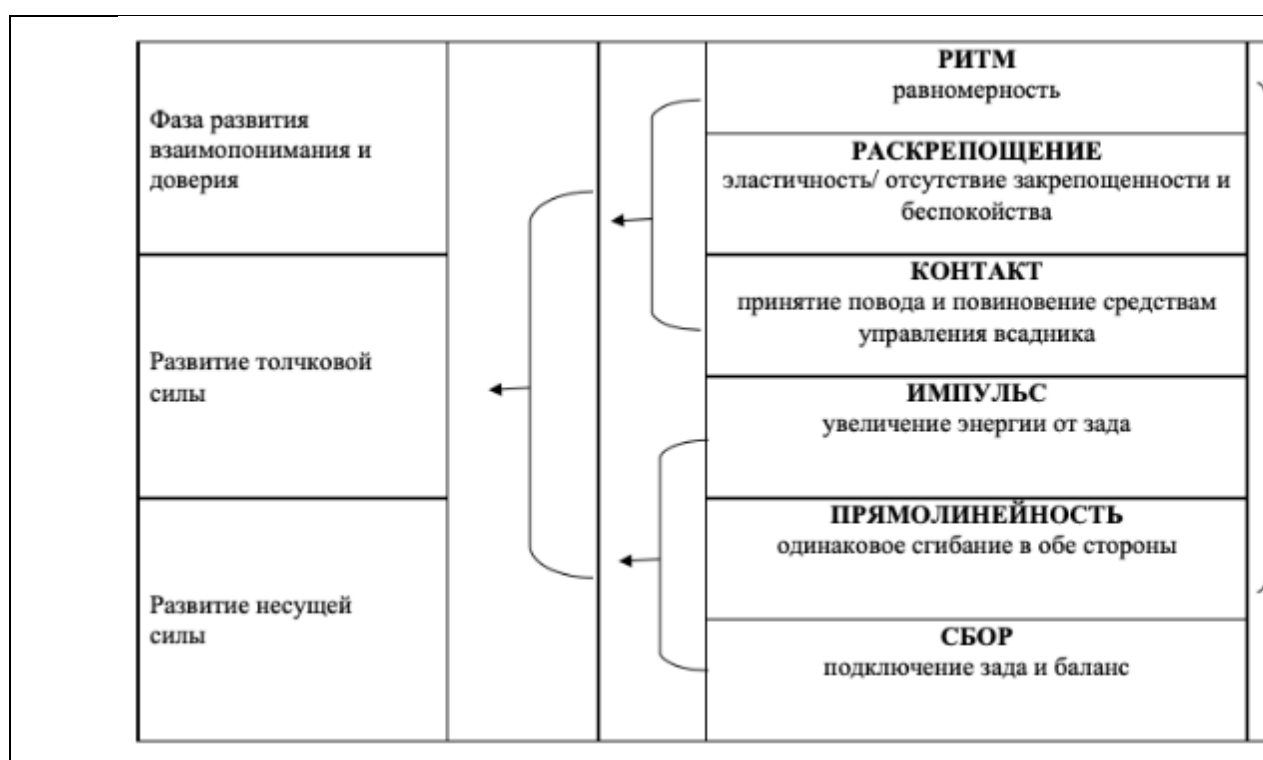 Фаза развития
взаимопонимания и
доверия
Развитие толчковой
силы
Развитие несущей
силы
РИТМ
равномерность
РАСКРЕПОЩЕНИЕ
эластичность/ отсутствие закрепощенности и
беспокойства
КОНТАКТ
принятие повода и повиновение средствам
управления всадника
ИМПУЛЬС
увеличение энергии от зада
ПРЯМОЛИНЕЙНОСТЬ
одинаковое сгибание в обе стороны
СБОР
подключение зада и баланс